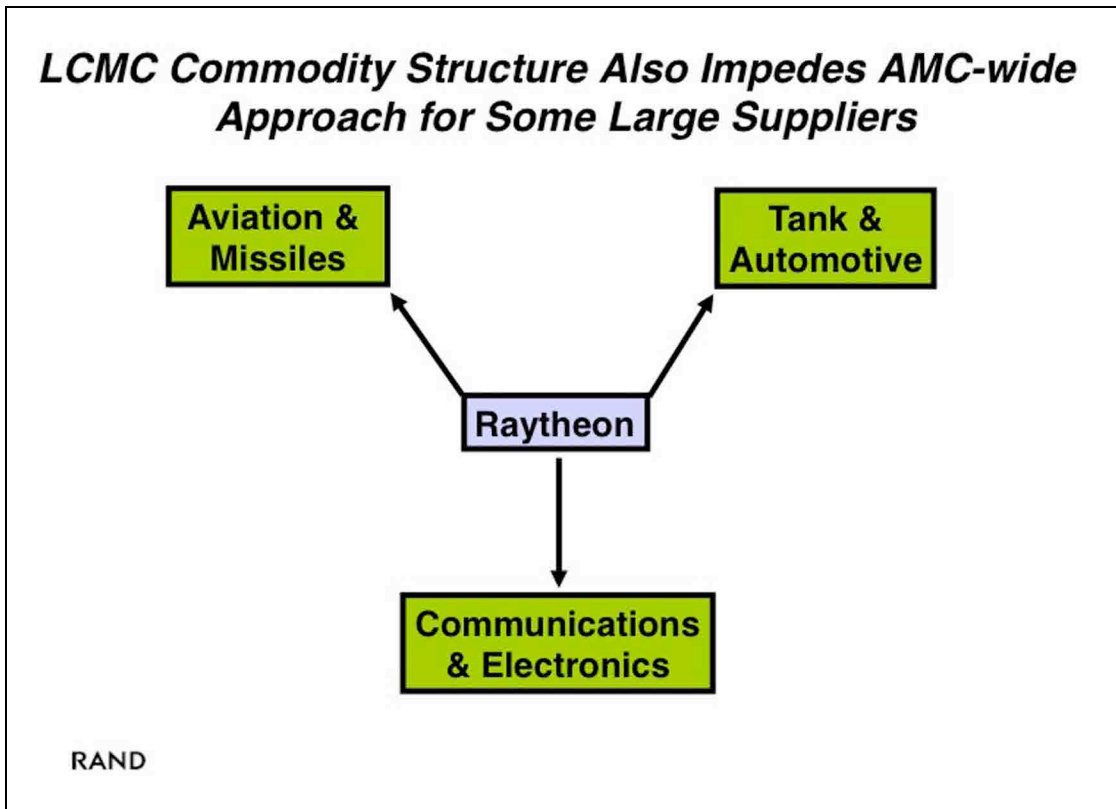 LCMC Commodity Structure Also Impedes AMC-wide
Approach for Some Large Suppliers
Aviation &
Missiles
Tank &
Automotive
Raytheon
Communications
& Electronics
RAND